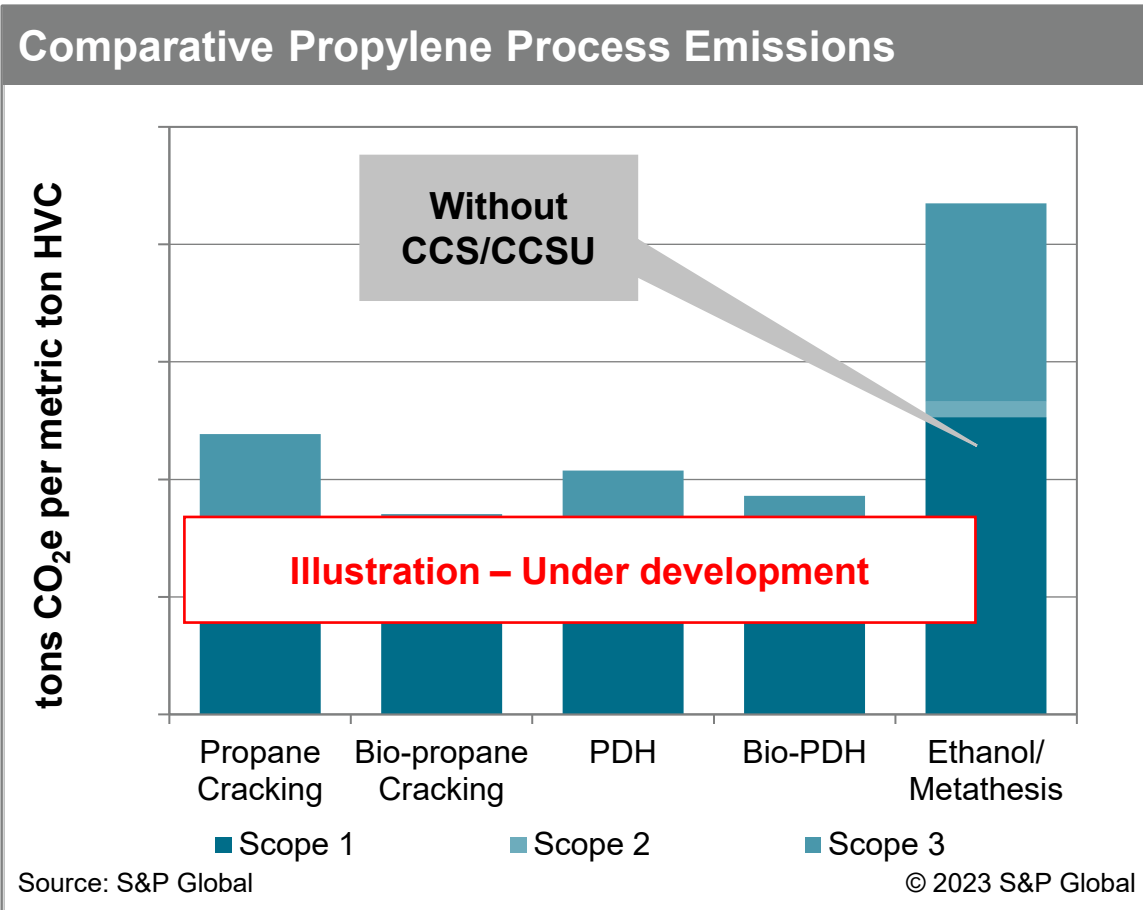 Comparative Propylene Process Emissions
tons CO₂e per metric ton HVC
Without
CCS/CCSU
Illustration – Under development
Propane
Cracking
Bio-propane
Cracking
PDH
Bio-PDH
Ethanol/
Metathesis
Scope 1
Scope 2
Scope 3
Source: S&P Global
© 2023 S&P Global